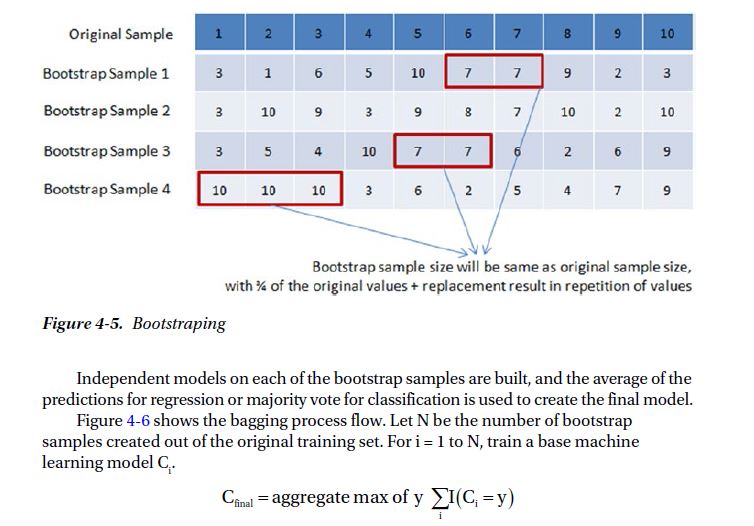 Original Sample 1 2 3 4 5 6 7 8 9 10
Bootstrap Sample 1 3 1 6 5 10 7 7 9 2 3
Bootstrap Sample 2 3 10 9 3 9 8 7 10 2 10
Bootstrap Sample 3 3 5 4 10 7 7 6 2 6 9
Bootstrap Sample 4 10 10 10 3 6 2 5 4 7 9
Bootstrap sample size will be same as original sample size,
with ¾ of the original values + replacement result in repetition of values
Figure 4-5. Bootstraping
Independent models on each of the bootstrap samples are built, and the average of the
predictions for regression or majority vote for classification is used to create the final model.
Figure 4-6 shows the bagging process flow. Let N be the number of bootstrap
samples created out of the original training set. For i = 1 to N, train a base machine
learning model Cᵢ.
C_final = aggregate max of y ∑ᵢ I(Cᵢ = y)